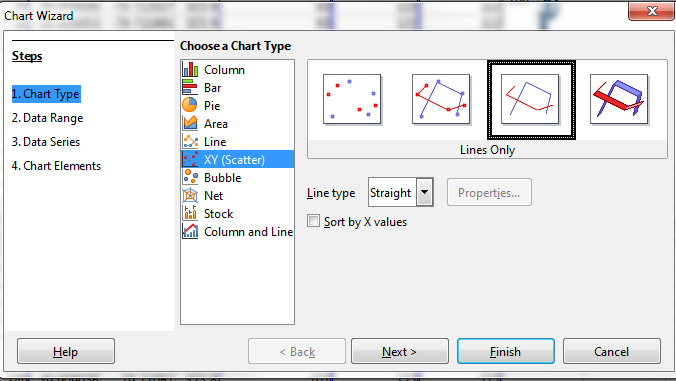 Chart Wizard
Steps
1. Chart Type
2. Data Range
3. Data Series
4. Chart Elements
Choose a Chart Type
Column
Bar
Pie
Area
Line
XY (Scatter)
Bubble
Net
Stock
Column and Line
Lines Only
Line type
Straight
Properties...
Sort by X values
Help
< Back
Next >
Finish
Cancel